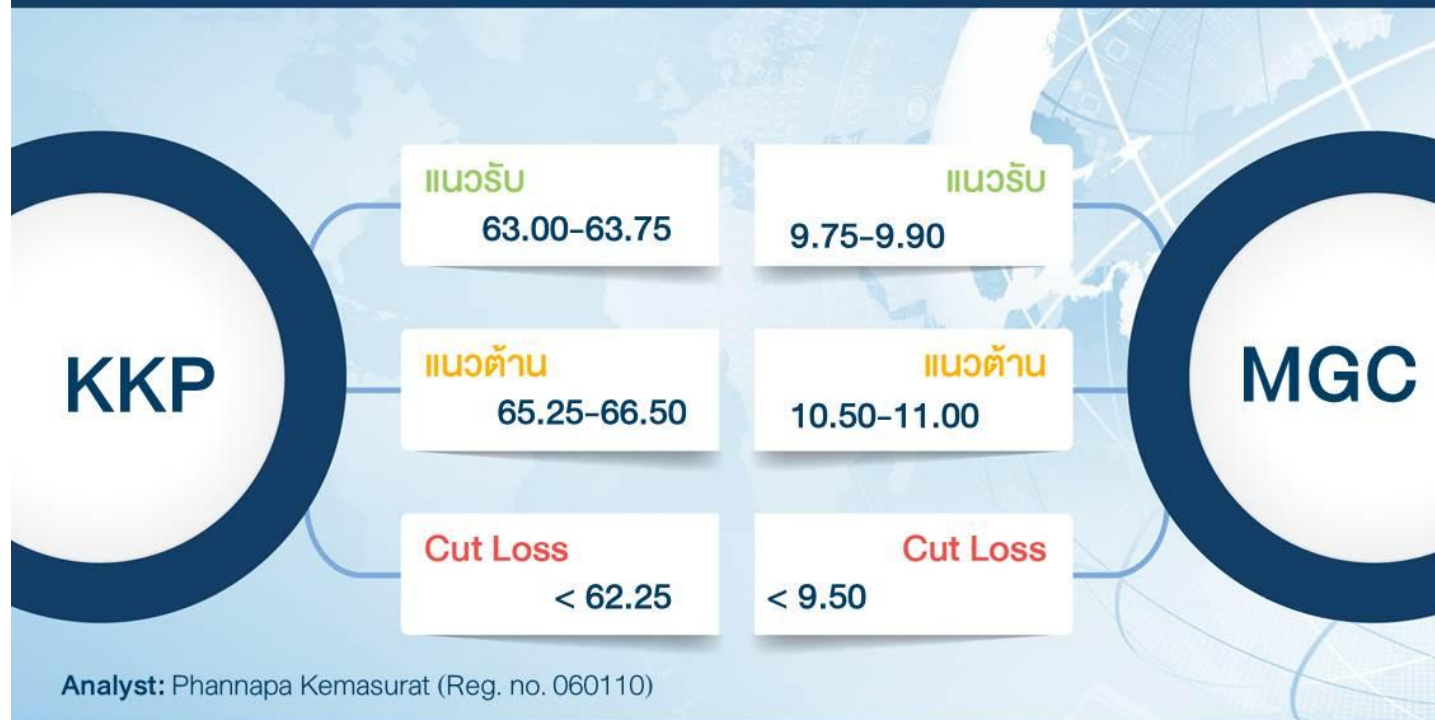 KKP
แนวรับ
63.00-63.75
แนวต้าน
65.25-66.50
Cut Loss
< 62.25
แนวรับ
9.75-9.90
แนวต้าน
10.50-11.00
Cut Loss
< 9.50
MGC
Analyst: Phannapa Kemasurat (Reg. no. 060110)